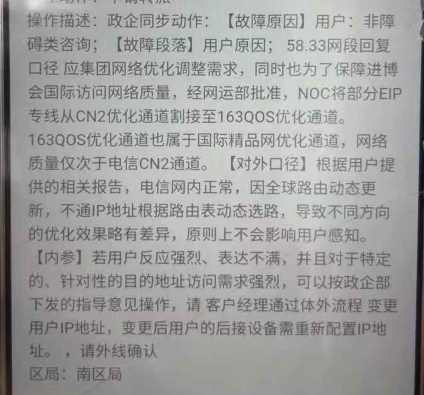 操作描述：政企同步动作：【故障原因】用户：非障
碍类咨询；【故障段落】用户原因； 58.33网段回复
口径 应集团网络优化调整需求，同时也为了保障进博
会国际访问网络质量，经网运部批准，NOC将部分EIP
专线从CN2优化通道割接至163QOS优化通道。
163QOS优化通道也属于国际精品网优化通道，网络
质量仅次于电信CN2通道。【对外口径】根据用户提
供的相关报告，电信网内正常，因全球路由动态更
新，不通IP地址根据路由表动态选路，导致不同方向
的优化效果略有差异，原则上不会影响用户感知。
【内参】若用户反应强烈、表达不满，并且对于特定
的、针对性的目的地址访问需求强烈，可以按政企部
下发的指导意见操作，请 客户经理通过体外流程 变更
用户IP地址，变更后用户的后接设备需重新配置IP地
址。 ，请外线确认
区局：南区局